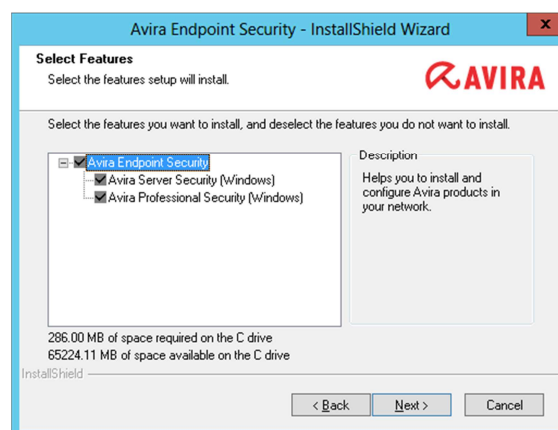 Avira Endpoint Security - InstallShield Wizard
x
Select Features
Select the features setup will install.
AVIRA
Select the features you want to install, and deselect the features you do not want to install.
Avira Endpoint Security
Avira Server Security (Windows)
Avira Professional Security (Windows)
Description
Helps you to install and
configure Avira products in
your network.
286.00 MB of space required on the C drive
65224.11 MB of space available on the C drive
InstallShield
< Back
Next >
Cancel